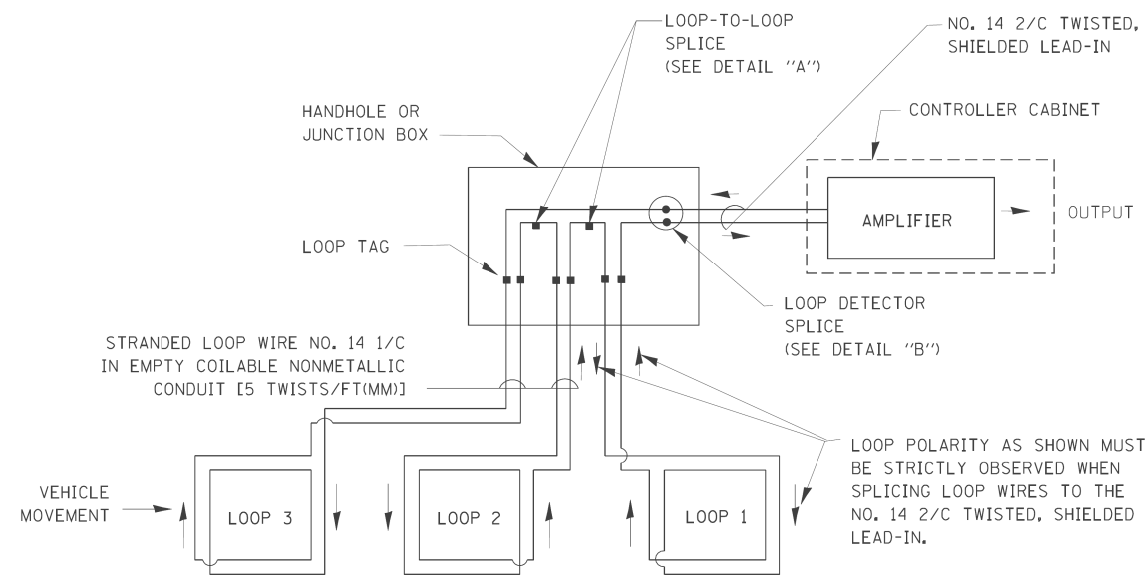 LOOP-TO-LOOP
SPLICE
(SEE DETAIL "A")
NO. 14 2/C TWISTED,
SHIELDED LEAD-IN
HANDHOLE OR
JUNCTION BOX
CONTROLLER CABINET
AMPLIFIER
OUTPUT
LOOP TAG
LOOP DETECTOR
SPLICE
(SEE DETAIL "B")
STRANDED LOOP WIRE NO. 14 1/C
IN EMPTY COILABLE NONMETALLIC
CONDUIT [5 TWISTS/FT(MM)]
LOOP POLARITY AS SHOWN MUST
BE STRICTLY OBSERVED WHEN
SPLICING LOOP WIRES TO THE
NO. 14 2/C TWISTED, SHIELDED
LEAD-IN.
VEHICLE
MOVEMENT
LOOP 3
LOOP 2
LOOP 1